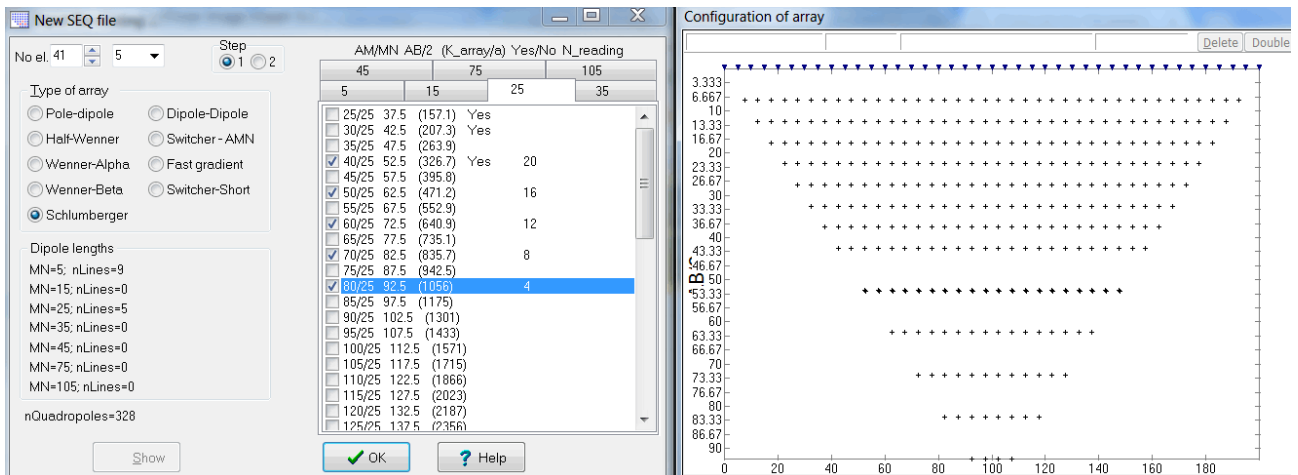 New SEQ file
No el. 41 5
Step
1 2
AM/MN AB/2 (K_array/a) Yes/No N_reading
45 75 105
5 15 25 35
Type of array
Pole-dipole Dipole-Dipole
Half-Wenner Switcher - AMN
Wenner-Alpha Fast gradient
Wenner-Beta Switcher-Short
Schlumberger
Dipole lengths
MN=5; nLines=9
MN=15; nLines=0
MN=25; nLines=5
MN=35; nLines=0
MN=45; nLines=0
MN=75; nLines=0
MN=105; nLines=0
nQuadropoles=328
Show
25/25 37.5 (157.1) Yes
30/25 42.5 (207.3) Yes
35/25 47.5 (263.9)
40/25 52.5 (326.7) Yes 20
45/25 57.5 (395.8)
50/25 62.5 (471.2) 16
55/25 67.5 (552.9)
60/25 72.5 (640.9) 12
65/25 77.5 (735.1)
70/25 82.5 (835.7) 8
75/25 87.5 (942.5)
80/25 92.5 (1056) 4
85/25 97.5 (1175)
90/25 102.5 (1301)
95/25 107.5 (1433)
100/25 112.5 (1571)
105/25 117.5 (1715)
110/25 122.5 (1866)
115/25 127.5 (2023)
120/25 132.5 (2187)
125/25 137.5 (2356)
OK Help
Configuration of array
Delete Double
3.333
6.667
10
13.33
16.67
20
23.33
26.67
30
33.33
36.67
40
43.33
46.67
50
53.33
56.67
60
63.33
66.67
70
73.33
76.67
80
83.33
86.67
90
0 20 40 60 80 100 120 140 160 180